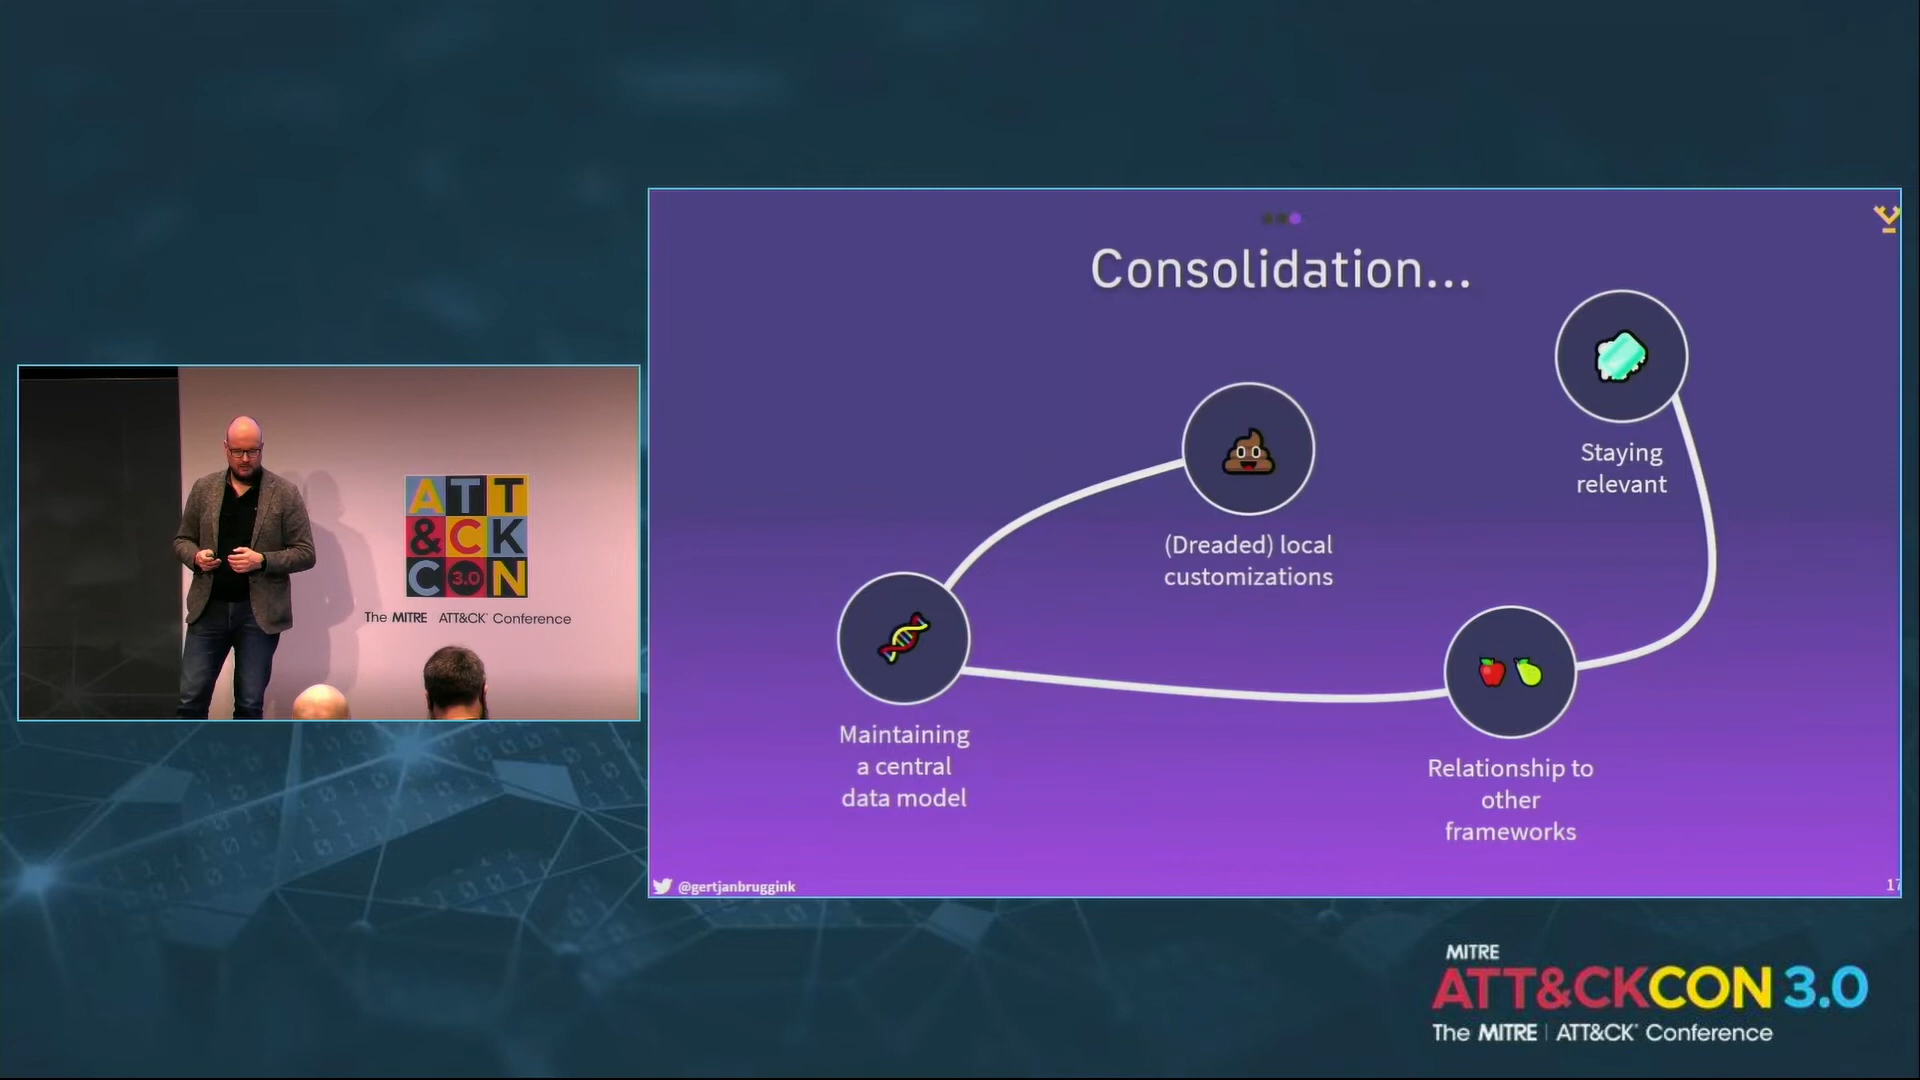 Consolidation...
Staying
relevant
(Dreaded) local
customizations
Maintaining
a central
data model
Relationship to
other
frameworks
@gertjanbruggink
17
ATT
&CK
C3.0N
The MITRE ATT&CK® Conference
MITRE
ATT&CKCON 3.0
The MITRE | ATT&CK® Conference